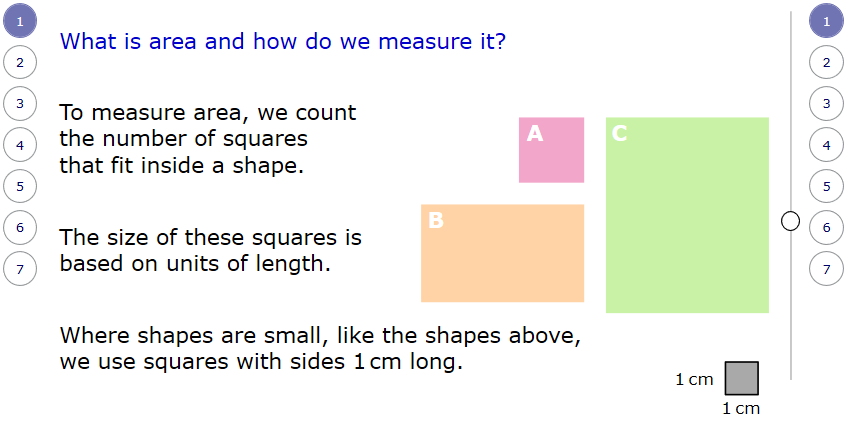 What is area and how do we measure it?
To measure area, we count
the number of squares
that fit inside a shape.
The size of these squares is
based on units of length.
Where shapes are small, like the shapes above,
we use squares with sides 1 cm long.
A
B
C
1 cm
1 cm
1
2
3
4
5
6
7
1
2
3
4
5
6
7